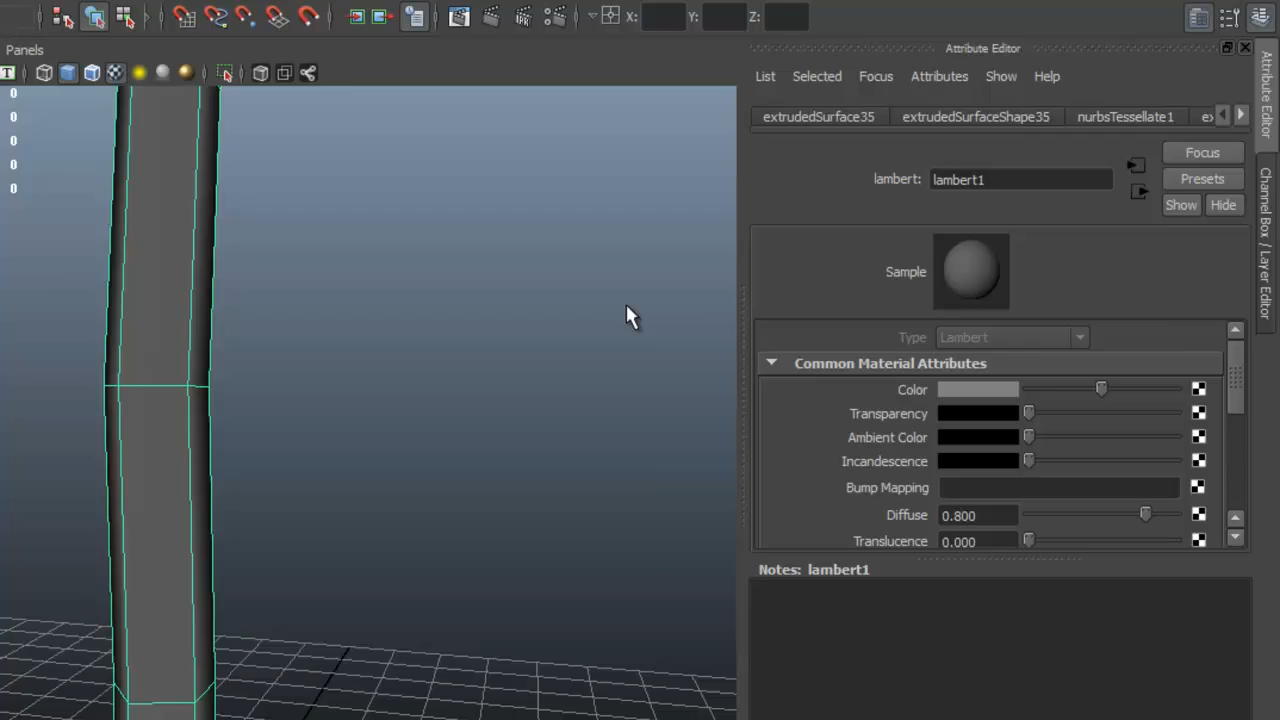 X: Y: Z:
Panels
Attribute Editor
T
List Selected Focus Attributes Show Help
0
0
0
0
0
extrudedSurface35 extrudedSurfaceShape35 nurbsTessellate1 ex
Focus
lambert: lambert1
Presets
Show Hide
Sample
Type Lambert
Common Material Attributes
Color
Transparency
Ambient Color
Incandescence
Bump Mapping
Diffuse 0.800
Translucence 0.000
Notes: lambert1
Attribute Editor
Channel Box / Layer Editor
IPR